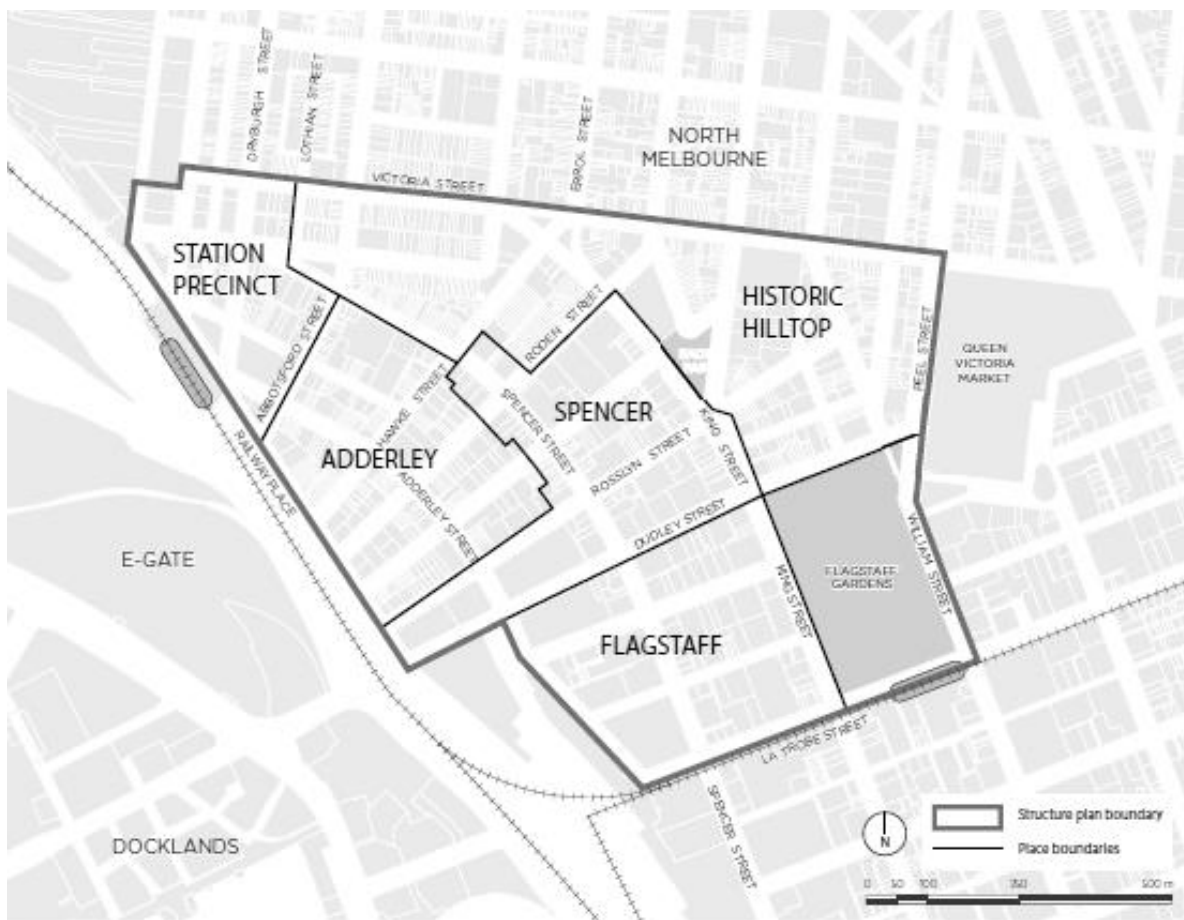 DRYBURGH STREET
LOTHIAN STREET
ERROL STREET
NORTH
MELBOURNE
VICTORIA STREET
STATION
PRECINCT
HISTORIC
HILLTOP
RODEN STREET
ABBOTSFORD STREET
PEEL STREET
QUEEN
VICTORIA
MARKET
HAWKE STREET
SPENCER STREET
SPENCER
KING STREET
ROSSLYN STREET
ADDERLEY
RAILWAY PLACE
ADDERLEY STREET
DUDLEY STREET
E-GATE
WILLIAM STREET
FLAGSTAFF
GARDENS
KING STREET
FLAGSTAFF
LA TROBE STREET
SPENCER STREET
DOCKLANDS
N
Structure plan boundary
Place boundaries
0 50 100 250 500 m